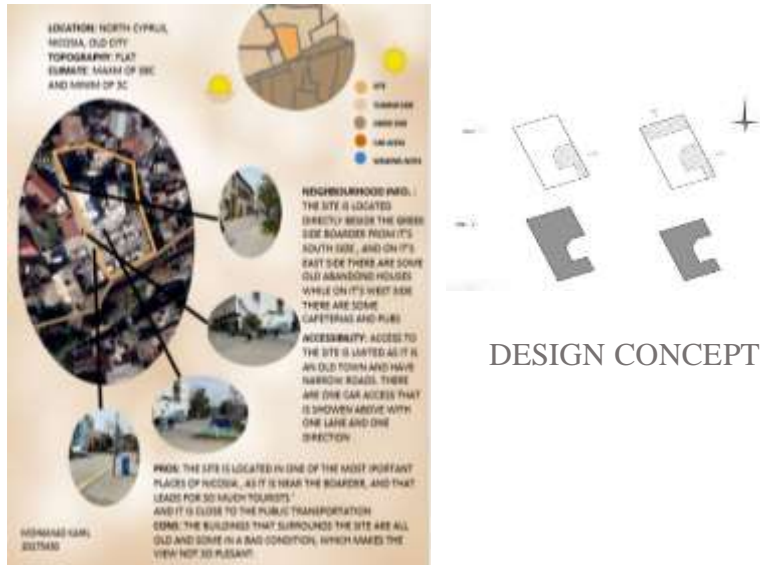 LOCATION: NORTH CYPRUS,
NICOSIA, OLD CITY
TOPOGRAPHY: FLAT
CLIMATE: MAXM OF
AND MINIM OF
SITE
NEIGHBOURHOOD INFO. :
THE SITE IS LOCATED
DIRECTLY BESIDE THE GREEK
SIDE BOARDER FROM IT'S
SOUTH SIDE , AND ON IT'S
EAST SIDE THERE ARE SOME
OLD ABANDOND HOUSES
WHILE ON IT'S WEST SIDE
THERE ARE SOME
CAFETERIAS AND PUBS
ACCESSIBILITY: ACCESS TO
THE SITE IS LIMITED AS IT IS
AN OLD TOWN AND HAVE
NARROW ROADS. THERE
ARE ONE CAR ACCESS THAT
IS SHOWEN ABOVE WITH
ONE LANE AND ONE
DIRECTION
PROS: THE SITE IS LOCATED IN ONE OF THE MOST IPORTANT
PLACES OF NICOSIA , AS IT IS NEAR THE BOARDER, AND THAT
LEADS FOR SO MUCH TOURISTS '
AND IT IS CLOSE TO THE PUBLIC TRANSPORTATION
CONS: THE BUILDINGS THAT SURROUNDS THE SITE ARE ALL
OLD AND SOME IN A BAD CONDITION, WHICH MAKES THE
VIEW NOT SO PLESANT.
DESIGN CONCEPT